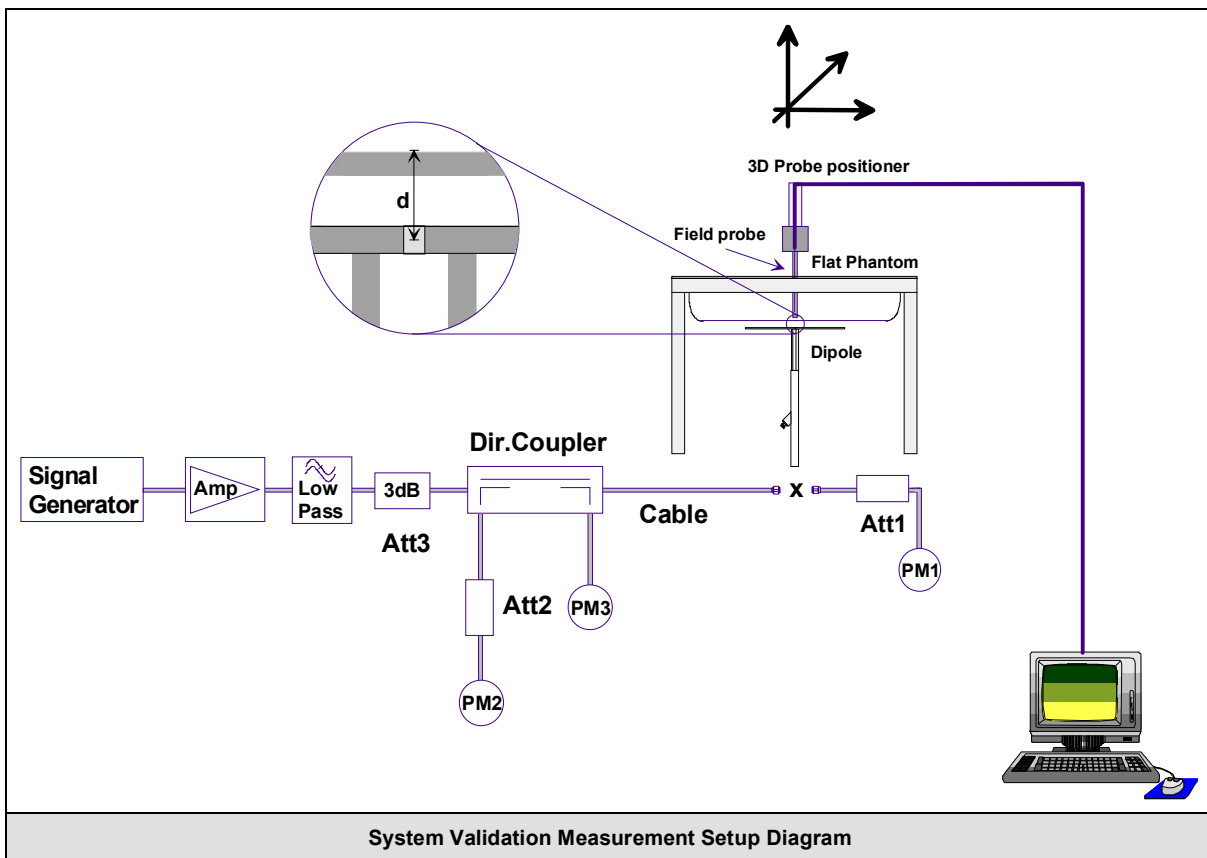 3D Probe positioner
d
Field probe
Flat Phantom
Dipole
Dir.Coupler
Signal
Generator
Amp
Low
Pass
3dB
Cable
x
Att1
Att3
PM1
Att2
PM3
PM2
System Validation Measurement Setup Diagram